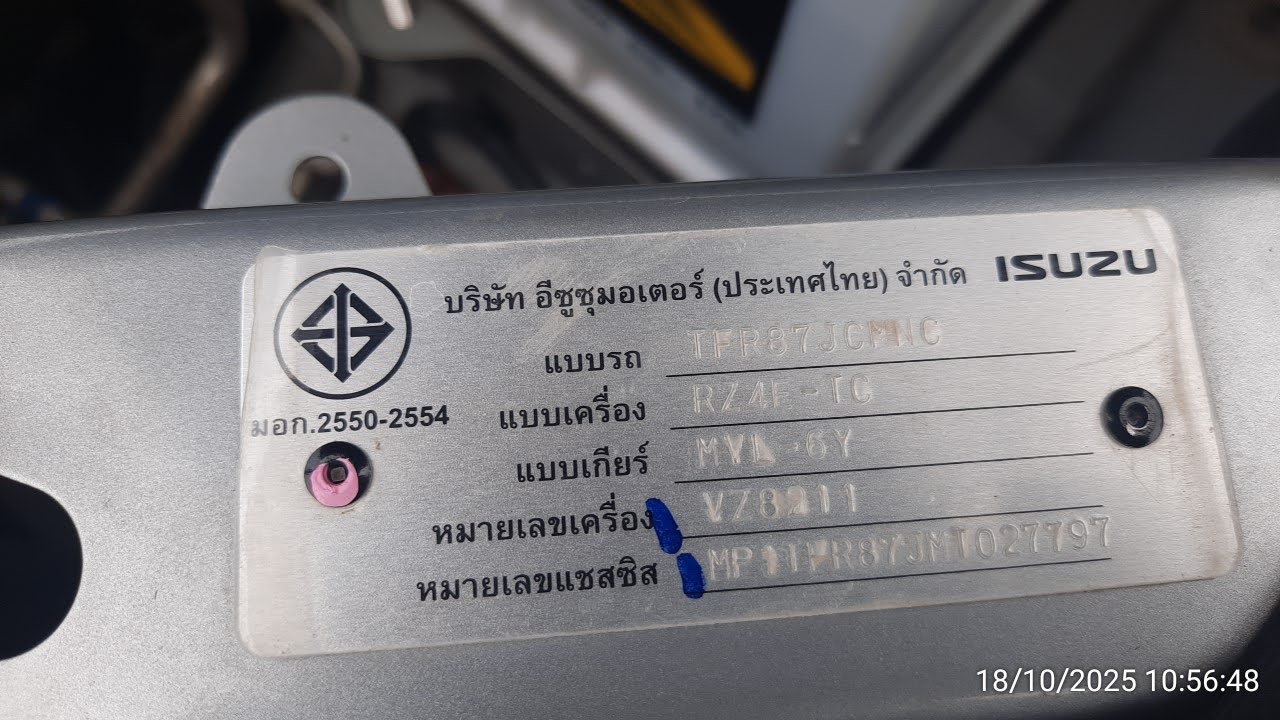 บริษัท อีซูซุมอเตอร์ (ประเทศไทย) จำกัด ISUZU
มอก.2550-2554
แบบรถ
แบบเครื่อง RZ4E-TC
แบบเกียร์ MVL-6Y
หมายเลขเครื่อง
หมายเลขแชสซิส MP1TFR87JMT027797
18/10/2025 10:56:48